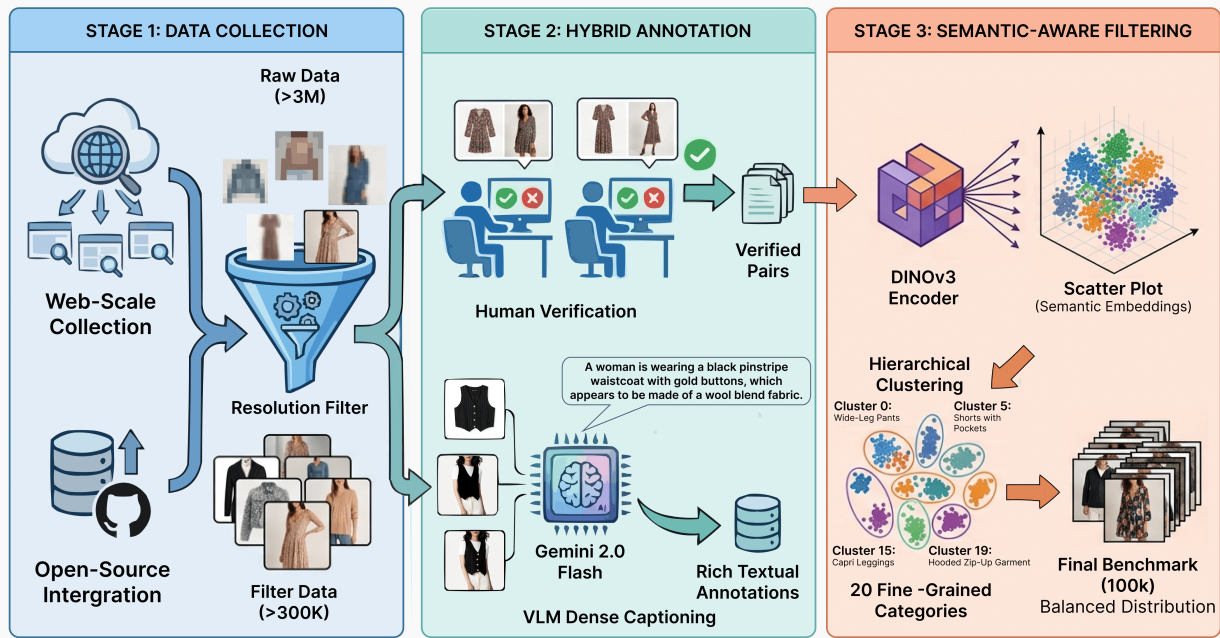 STAGE 1: DATA COLLECTION
Raw Data
(>3M)
Web-Scale
Collection
Resolution Filter
Open-Source
Intergration
Filter Data
(>300K)
STAGE 2: HYBRID ANNOTATION
Human Verification
Verified
Pairs
A woman is wearing a black pinstripe
waistcoat with gold buttons, which
appears to be made of a wool blend fabric.
AI
Gemini 2.0
Flash
Rich Textual
Annotations
VLM Dense Captioning
STAGE 3: SEMANTIC-AWARE FILTERING
DINOv3
Encoder
Scatter Plot
(Semantic Embeddings)
Hierarchical
Clustering
Cluster 0:
Wide-Leg Pants
Cluster 5:
Shorts with
Pockets
Cluster 15:
Capri Leggings
Cluster 19:
Hooded Zip-Up Garment
20 Fine -Grained
Categories
Final Benchmark
(100k)
Balanced Distribution